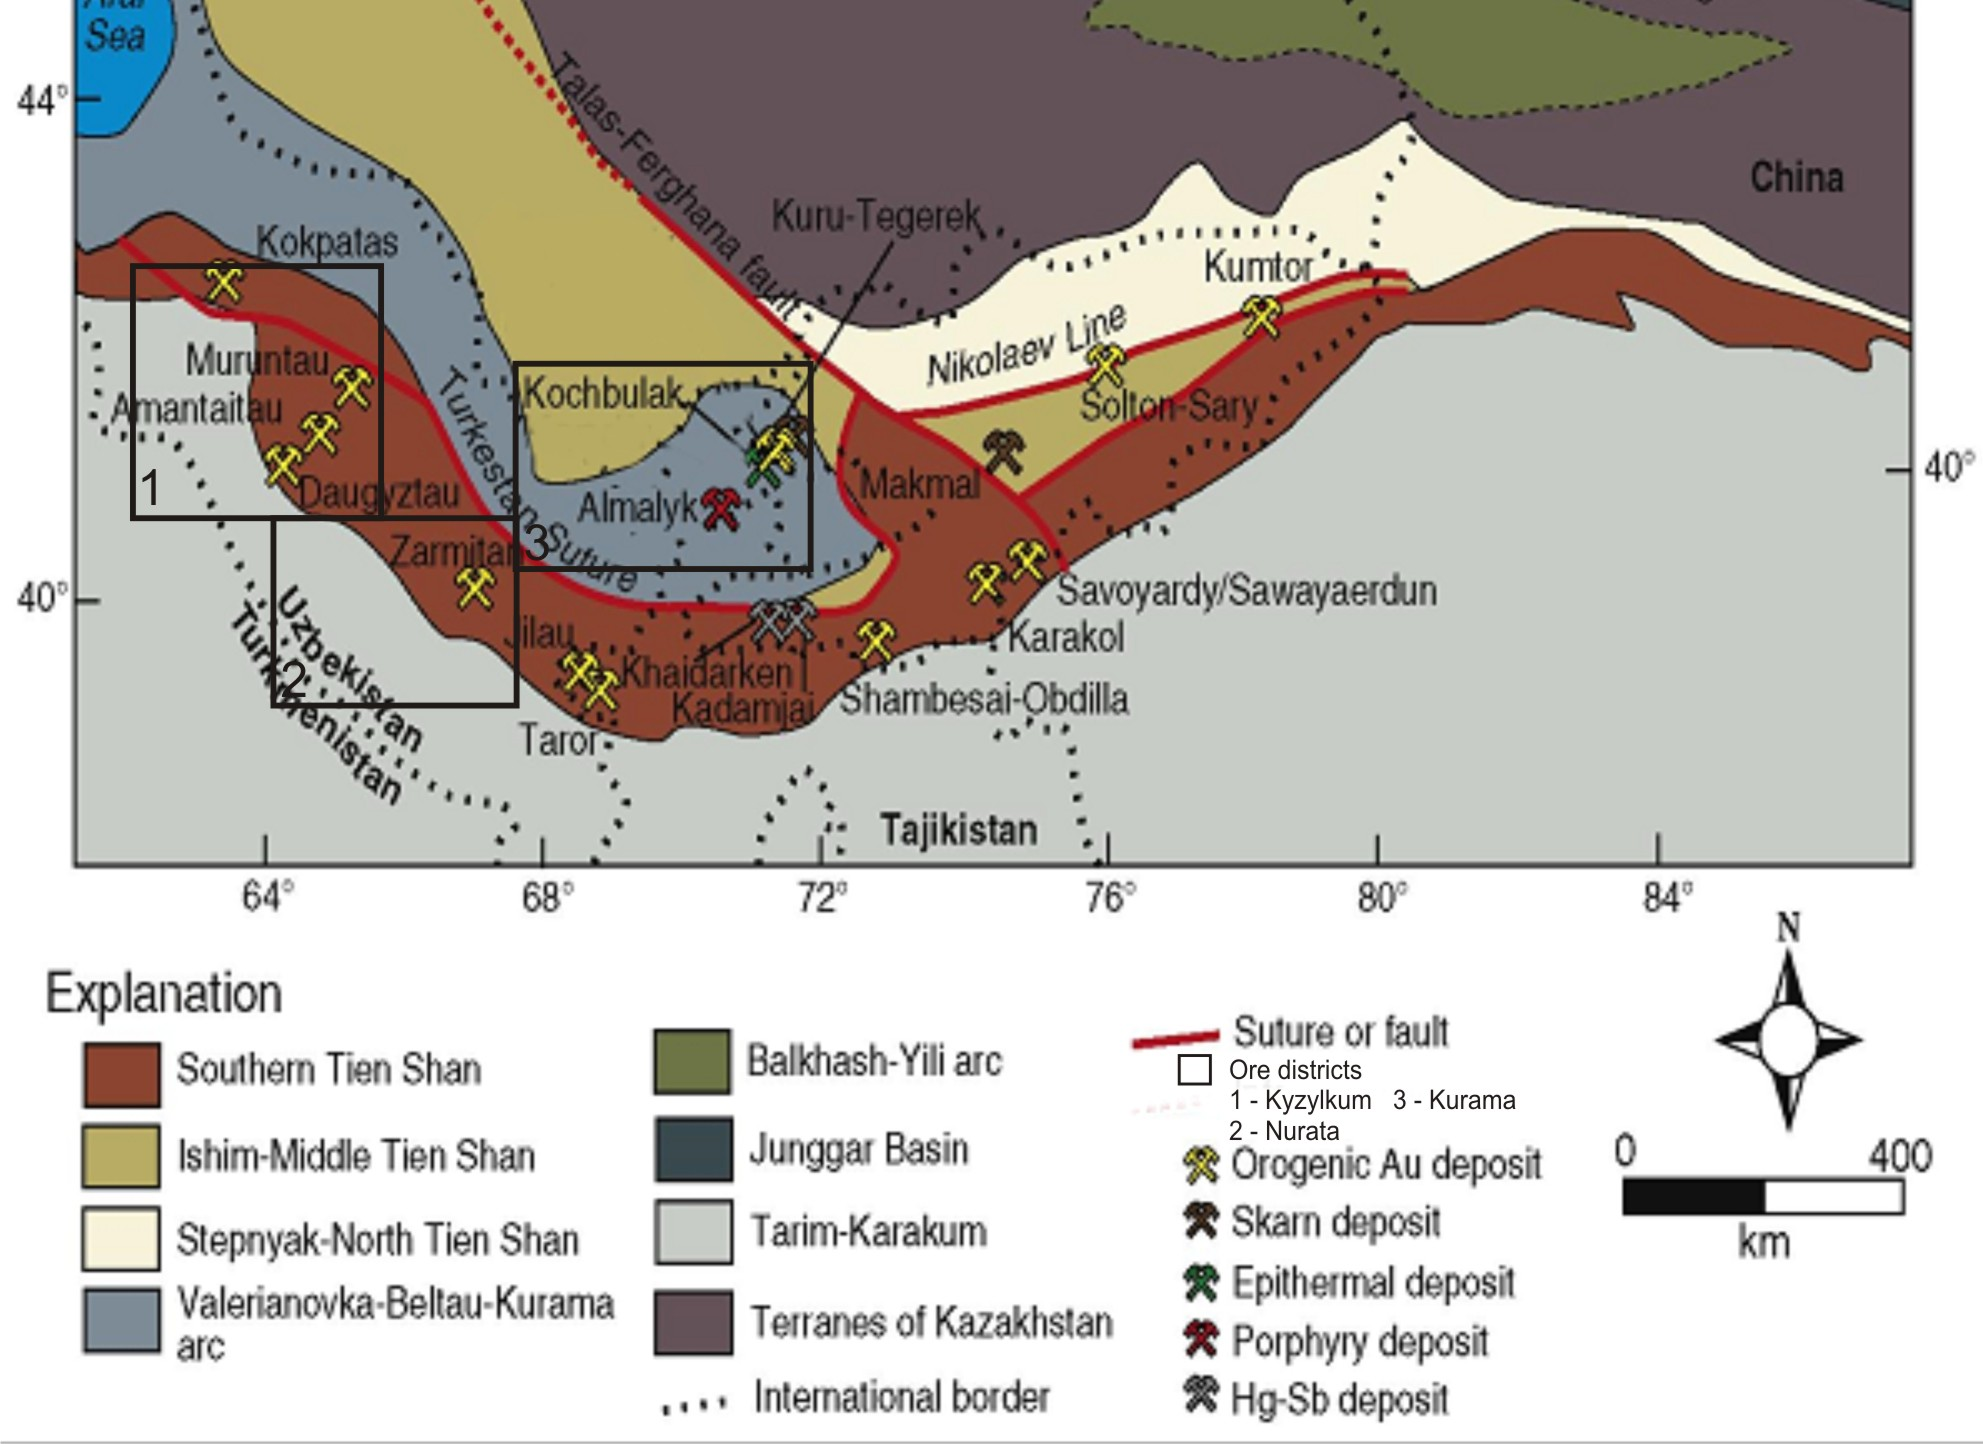 Aral
Sea
44°
Talas-Ferghana fault
China
Kuru-Tegerek
Kokpatas
Kumtor
Nikolaev Line
Muruntau
Amantaitau
Kochbulak
Solton-Sary
Turkestan Suture
1
Daugyztau
Almalyk
Makmal
40°
3
Zarmitan
40°
Uzbekistan
Turkmenistan
2
Jilau
Khaidarken
Kadamjai
Savoyardy/Sawayaerdun
Karakol
Shambesai-Obdilla
Taror
Tajikistan
64° 68° 72° 76° 80° 84°
Explanation
Southern Tien Shan
Ishim-Middle Tien Shan
Stepnyak-North Tien Shan
Valerianovka-Beltau-Kurama
arc
Balkhash-Yili arc
Junggar Basin
Tarim-Karakum
Terranes of Kazakhstan
International border
Suture or fault
Ore districts
1 - Kyzylkum 3 - Kurama
2 - Nurata
Orogenic Au deposit
Skarn deposit
Epithermal deposit
Porphyry deposit
Hg-Sb deposit
N
0 400
km